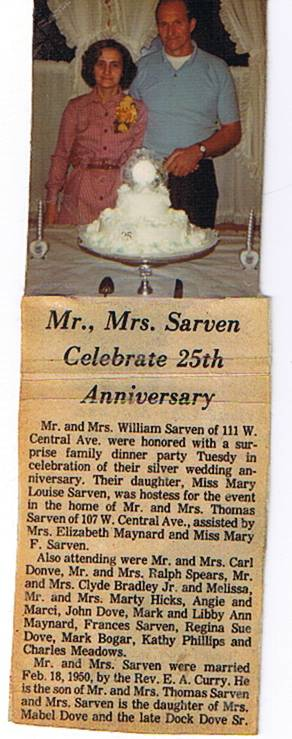 Mr., Mrs. Sarven
Celebrate 25th
Anniversary
Mr. and Mrs. William Sarven of 111 W.
Central Ave. were honored with a sur-
prise family dinner party Tuesdy in
celebration of their silver wedding an-
niversary. Their daughter, Miss Mary
Louise Sarven, was hostess for the event
in the home of Mr. and Mrs. Thomas
Sarven of 107 W. Central Ave., assisted by
Mrs. Elizabeth Maynard and Miss Mary
F. Sarven.
Also attending were Mr. and Mrs. Carl
Donve, Mr. and Mrs. Ralph Spears, Mr.
and Mrs. Clyde Bradley Jr. and Melissa,
Mr. and Mrs. Marty Hicks, Angie and
Marci, John Dove, Mark and Libby Ann
Maynard, Frances Sarven, Regina Sue
Dove, Mark Bogar, Kathy Phillips and
Charles Meadows.
Mr. and Mrs. Sarven were married
Feb. 18, 1950, by the Rev. E. A. Curry. He
is the son of Mr. and Mrs. Thomas Sarven
and Mrs. Sarven is the daughter of Mrs.
Mabel Dove and the late Dock Dove Sr.